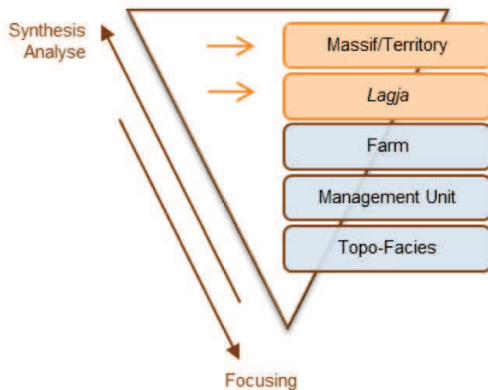 Synthesis
Analyse
Massif/Territory
Lagja
Farm
Management Unit
Topo-Facies
Focusing